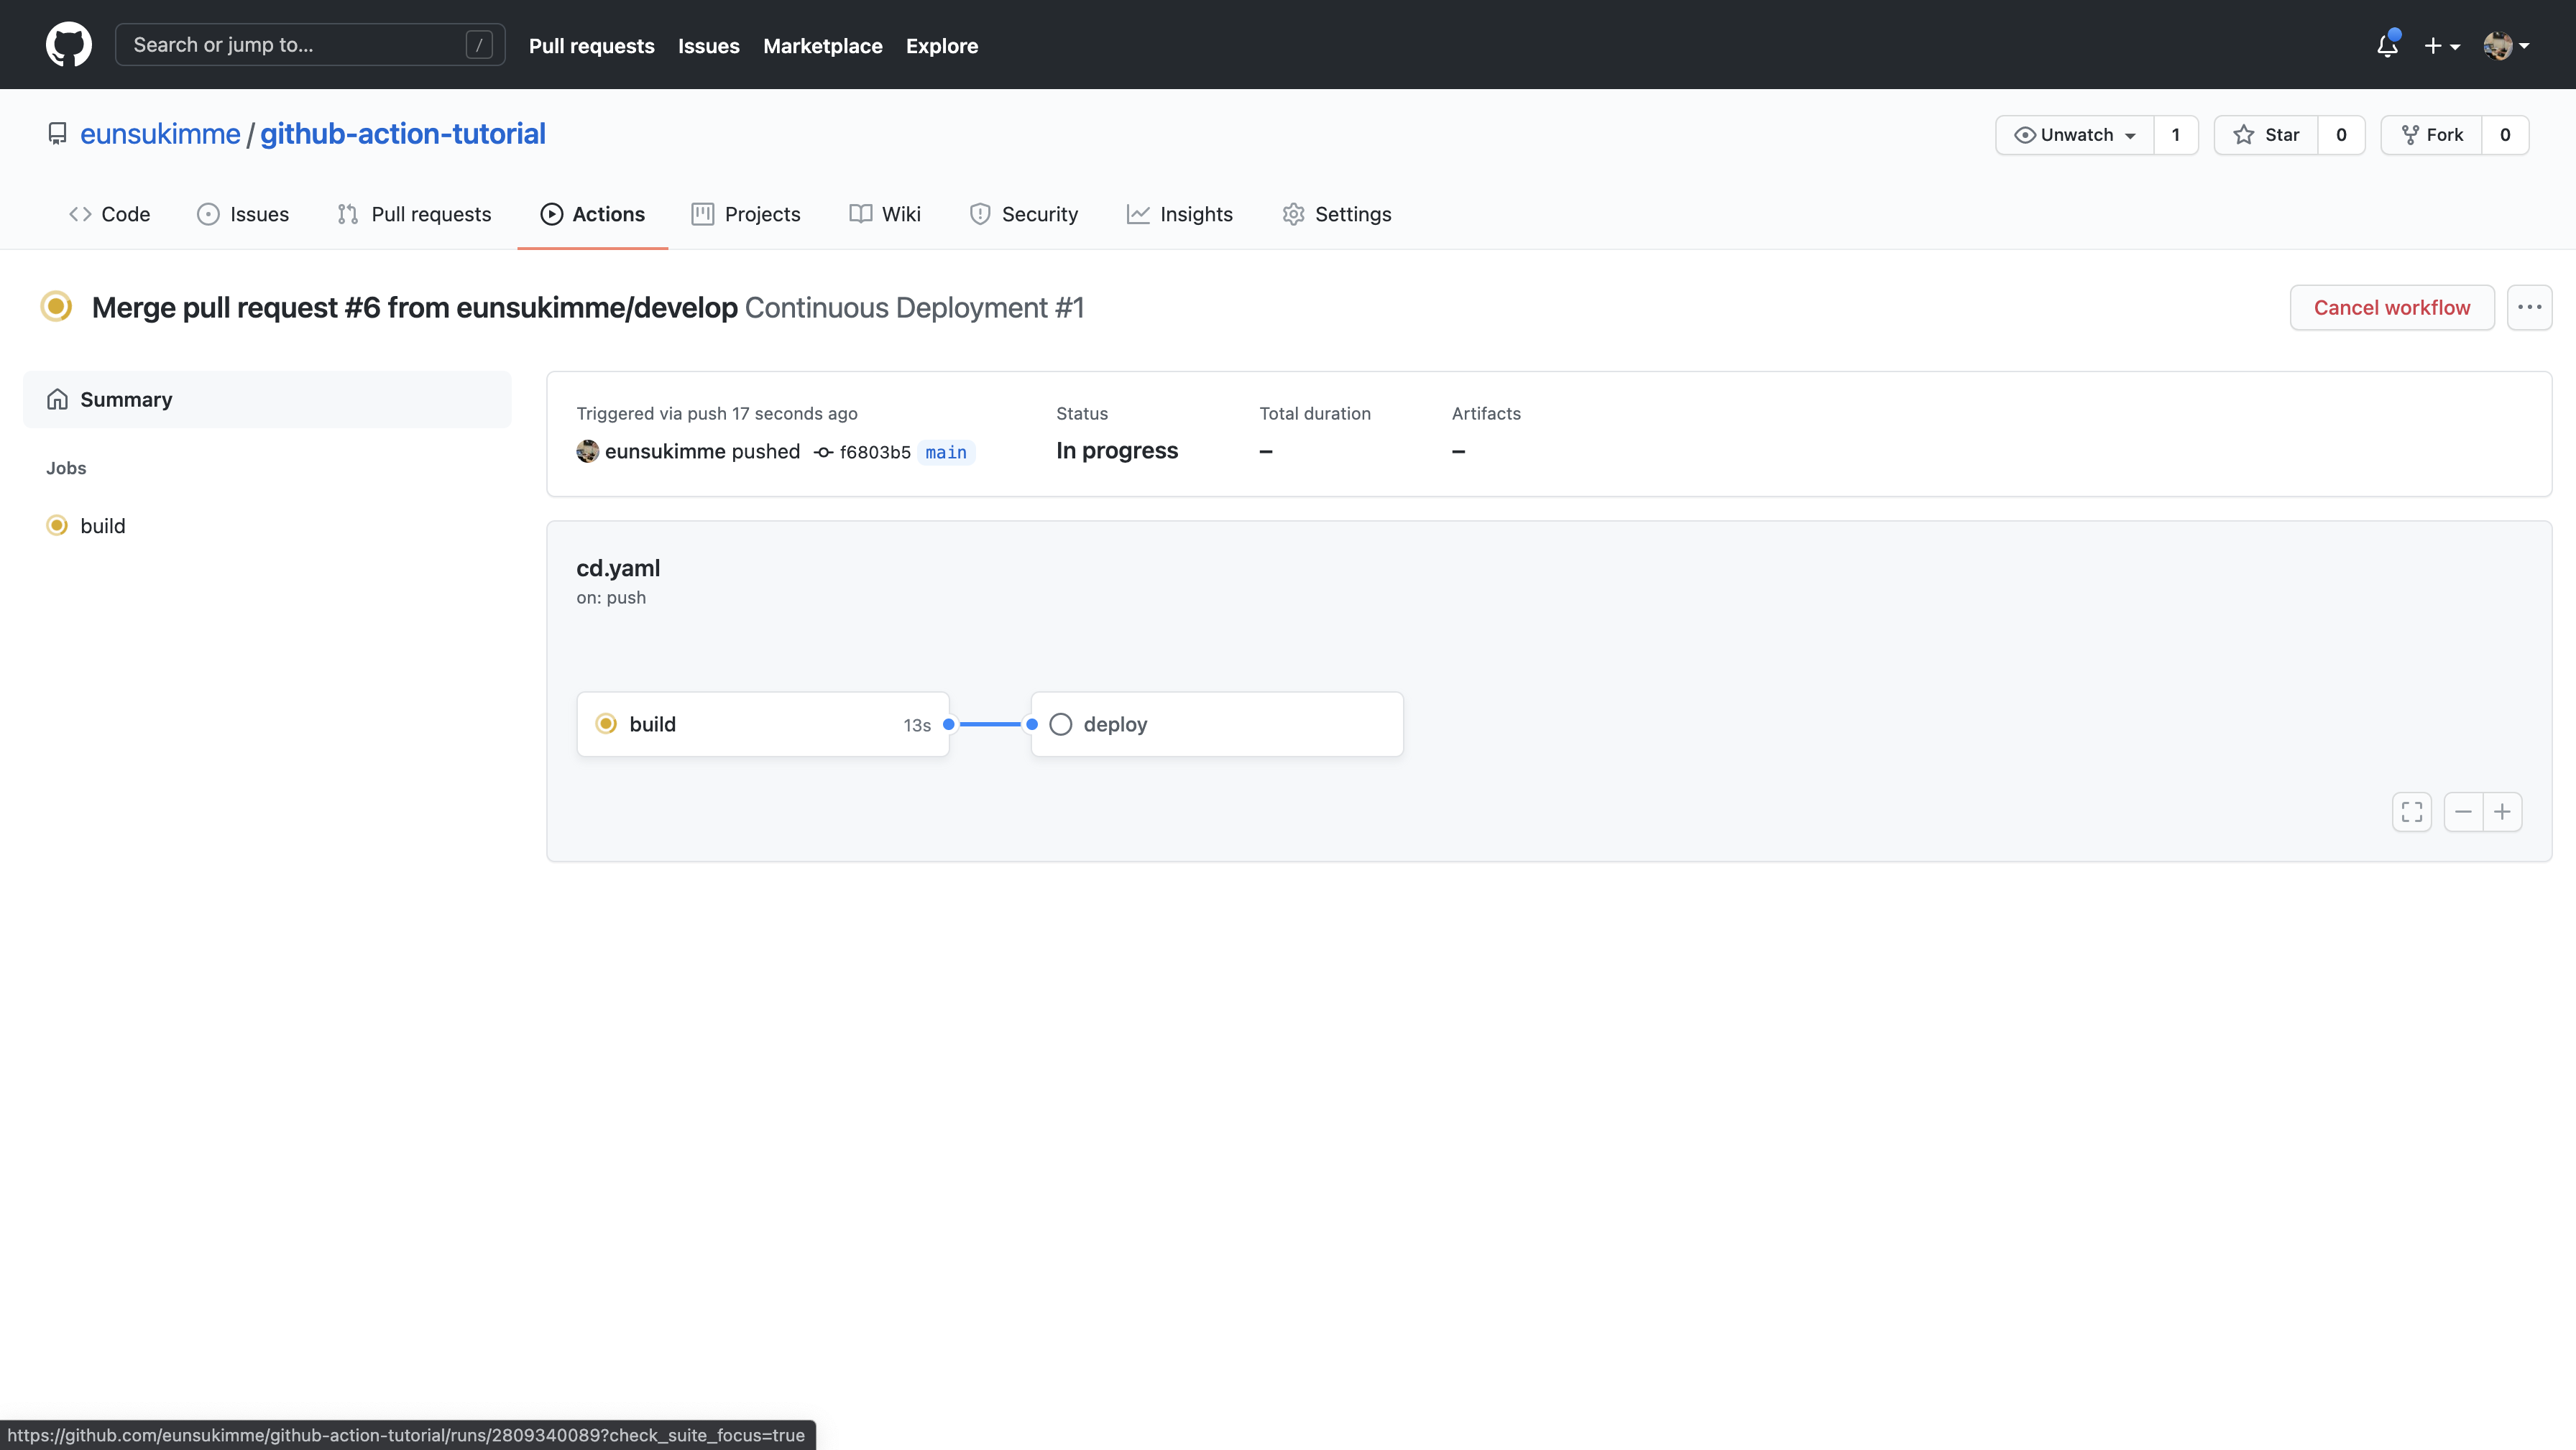 Search or jump to... /
Pull requests Issues Marketplace Explore
eunsukimme / github-action-tutorial
Unwatch 1 Star 0 Fork 0
Code Issues Pull requests Actions Projects Wiki Security Insights Settings
Merge pull request #6 from eunsukimme/develop Continuous Deployment #1
Cancel workflow
Summary
Jobs
build
Triggered via push 17 seconds ago
eunsukimme pushed f6803b5 main
Status
In progress
Total duration
–
Artifacts
–
cd.yaml
on: push
build 13s
deploy
https://github.com/eunsukimme/github-action-tutorial/runs/2809340089?check_suite_focus=true